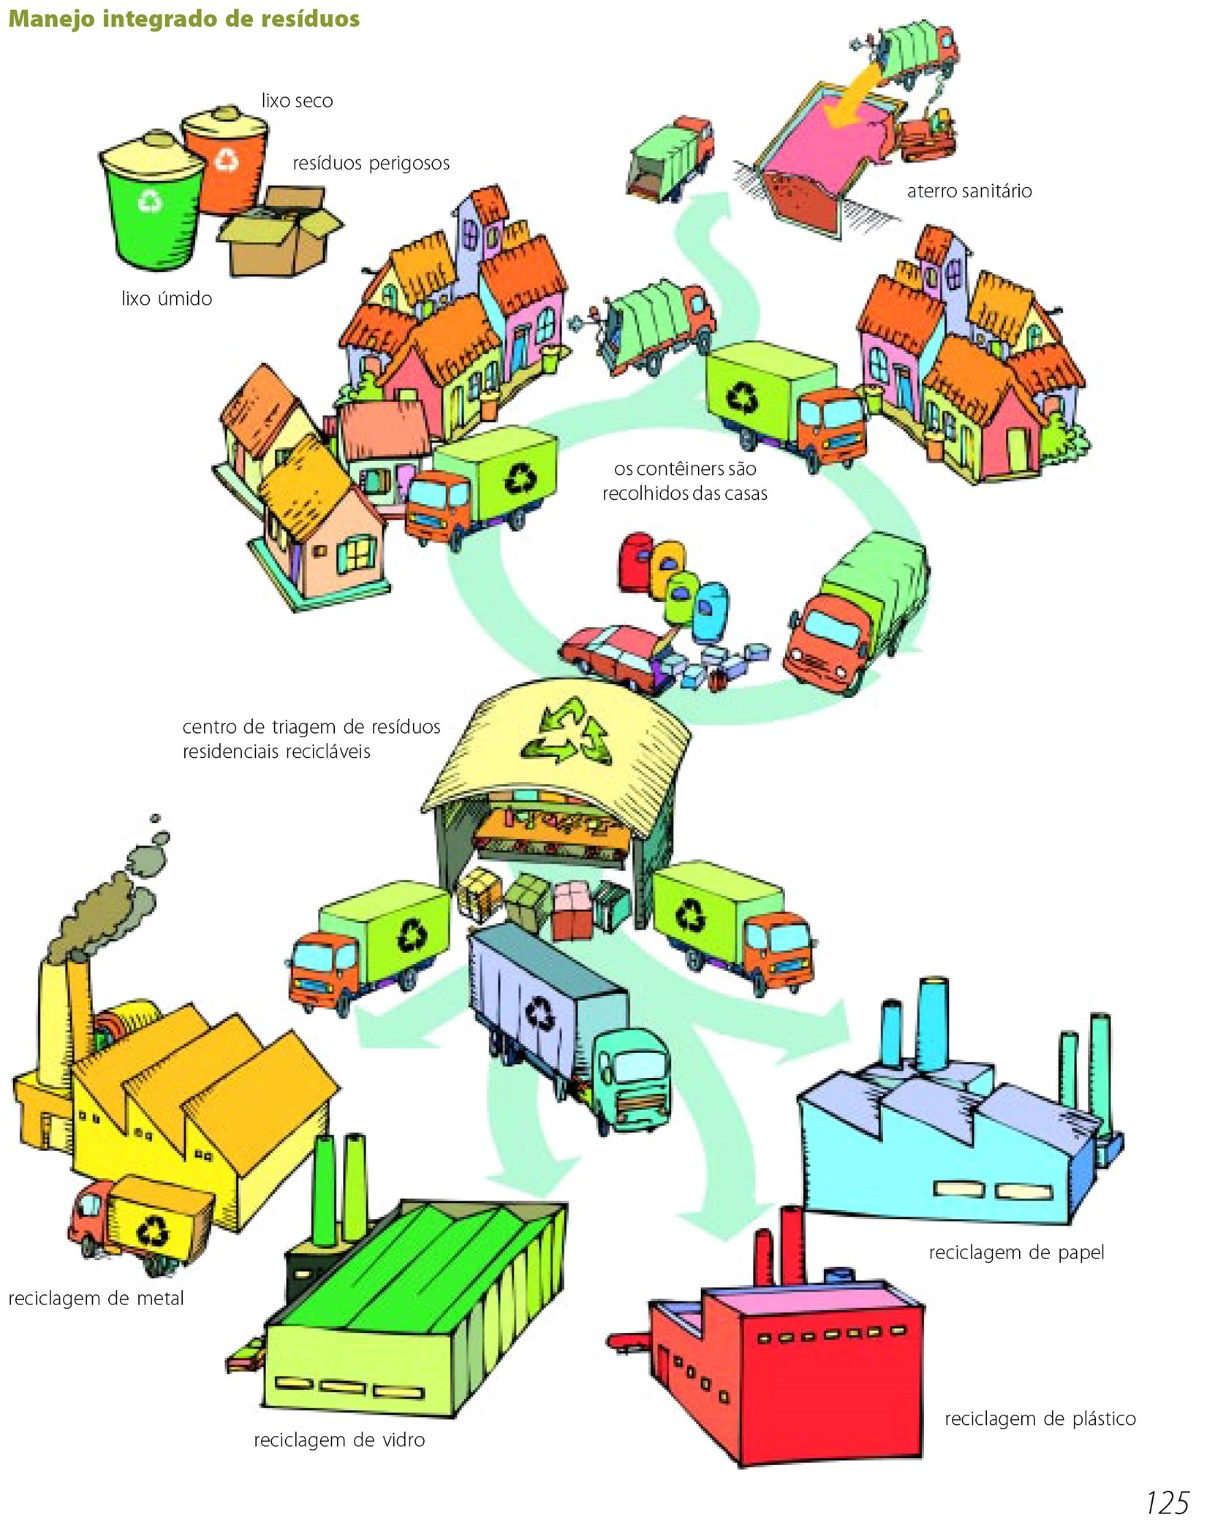 Manejo integrado de resíduos
lixo seco
resíduos perigosos
lixo úmido
aterro sanitário
os contêiners são
recolhidos das casas
centro de triagem de resíduos
residenciais recicláveis
reciclagem de papel
reciclagem de metal
reciclagem de plástico
reciclagem de vidro
125